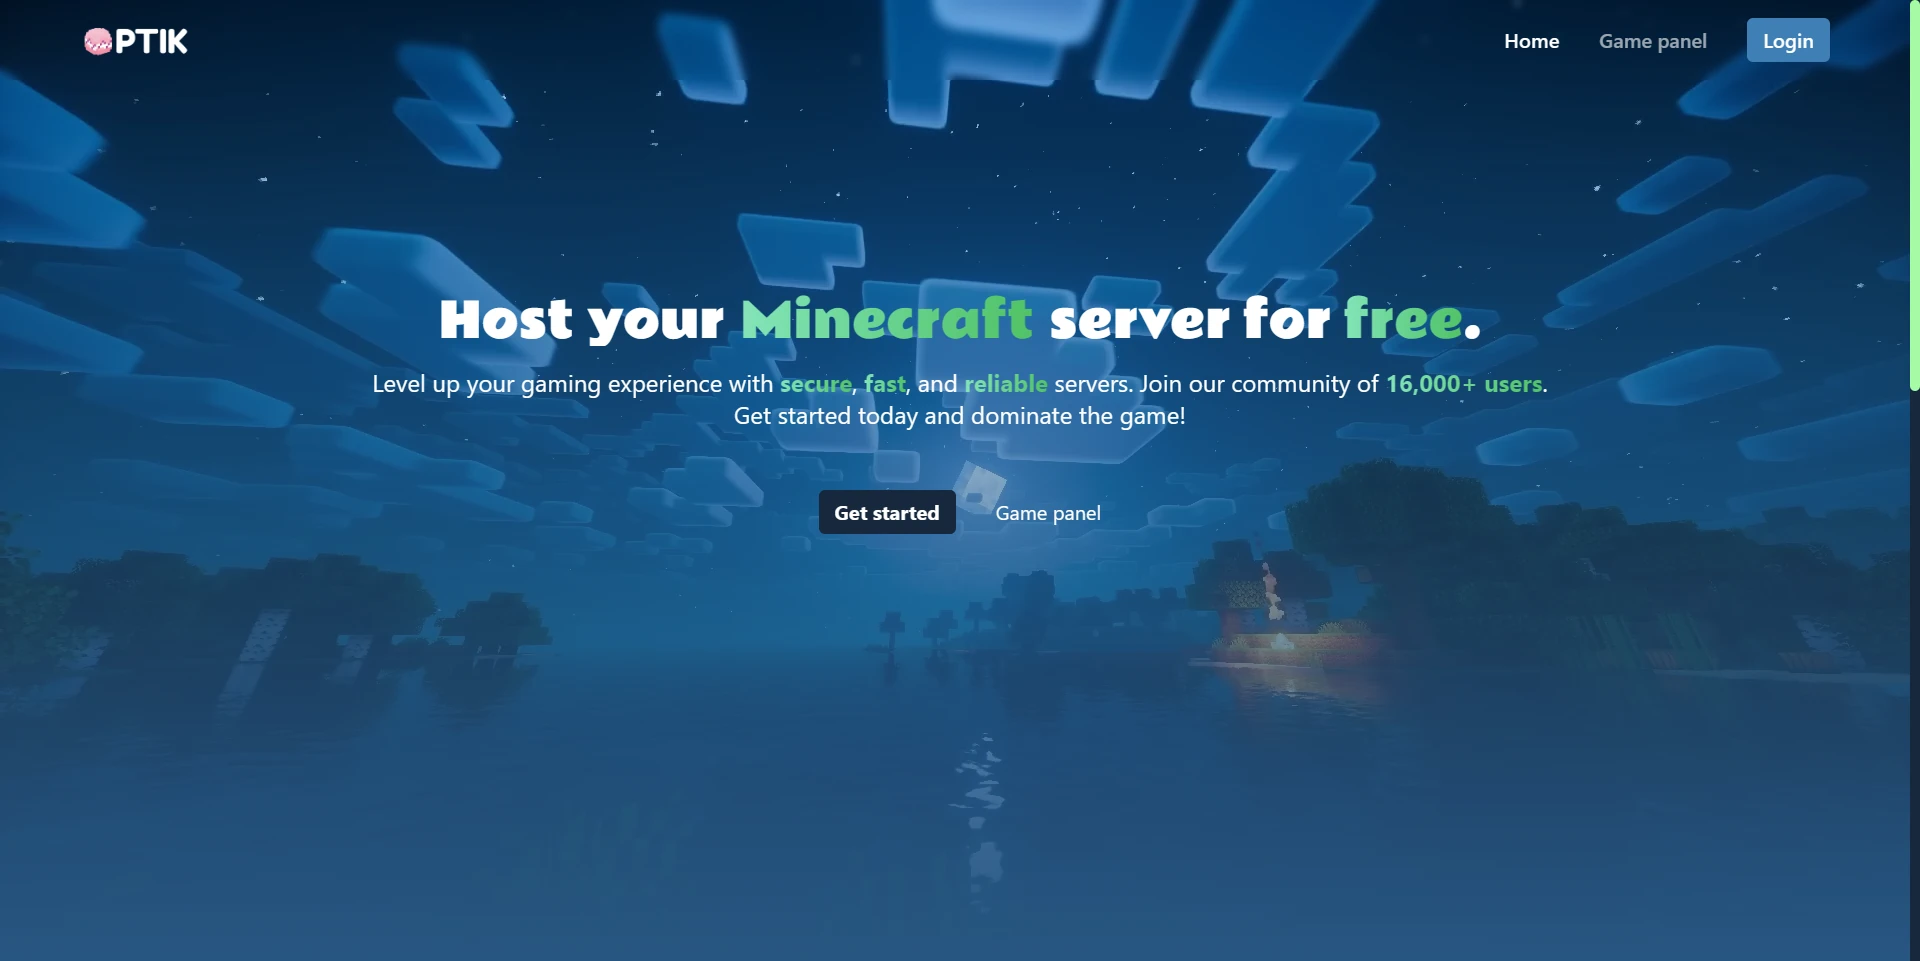 PTIK
Home
Game panel
Login
Host your Minecraft server for free.
Level up your gaming experience with secure, fast, and reliable servers. Join our community of 16,000+ users.
Get started today and dominate the game!
Get started
Game panel